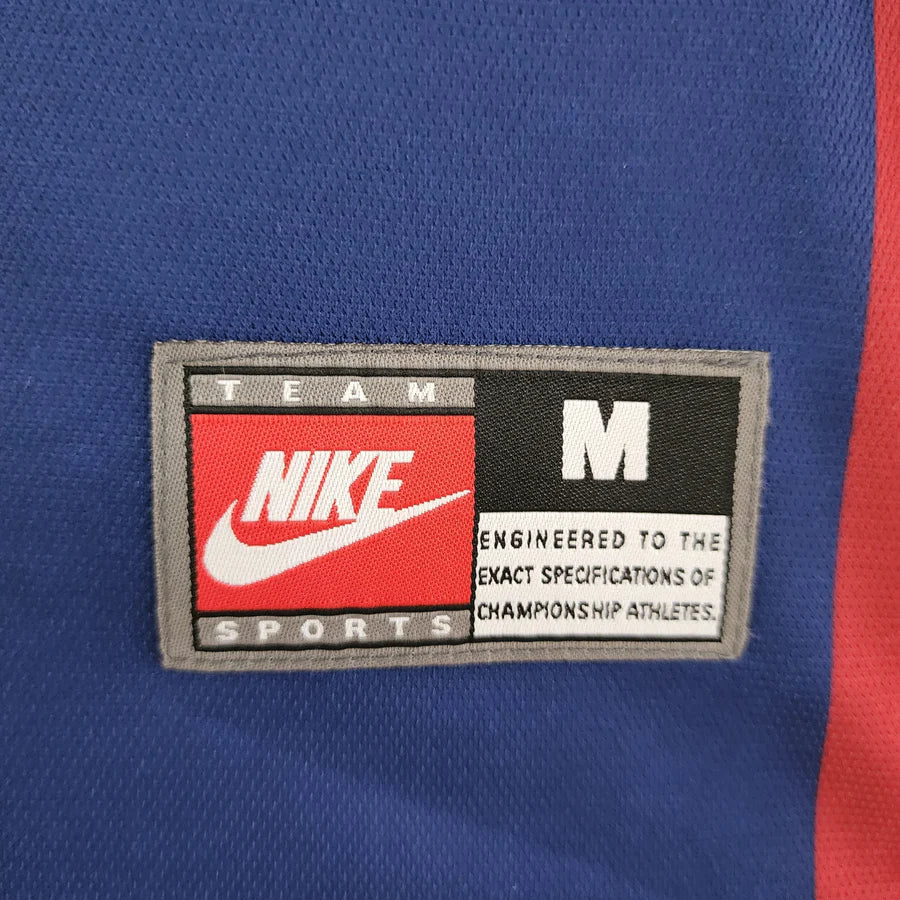 TEAM
NIKE
SPORTS
M
ENGINEERED TO THE
EXACT SPECIFICATIONS OF
CHAMPIONSHIP ATHLETES.